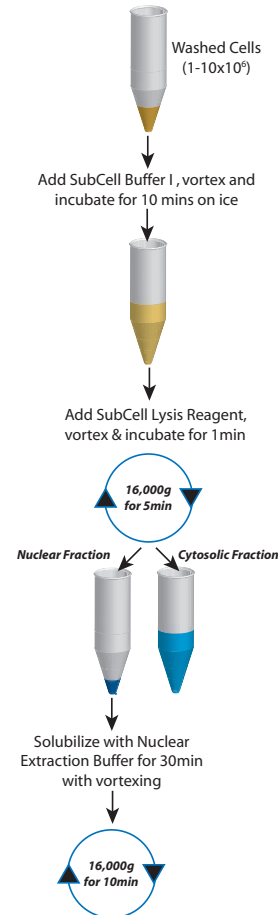 Washed Cells
(1-10x10⁶)
Add SubCell Buffer I , vortex and
incubate for 10 mins on ice
Add SubCell Lysis Reagent,
vortex & incubate for 1min
16,000g
for 5min
Nuclear Fraction
Cytosolic Fraction
Solubilize with Nuclear
Extraction Buffer for 30min
with vortexing
16,000g
for 10min